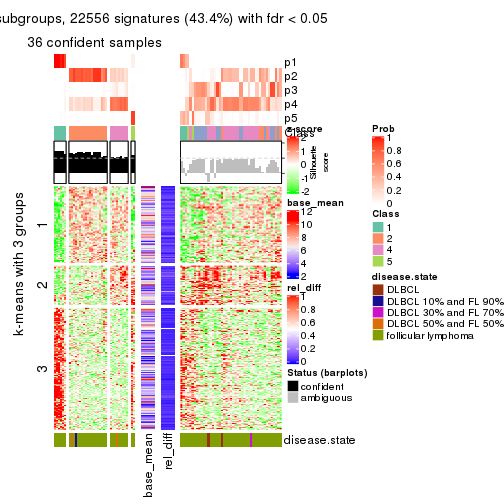 subgroups, 22556 signatures (43.4%) with fdr < 0.05
36 confident samples
p1
p2
p3
p4
p5
Class
z-score
2
1
0
-1
-2
Silhouette
score
k-means with 3 groups
1
2
3
base_mean
12
10
8
6
4
2
rel_diff
1
0.8
0.6
0.4
0.2
0
Status (barplots)
confident
ambiguous
Prob
1
0.8
0.6
0.4
0.2
0
Class
1
2
4
5
disease.state
DLBCL
DLBCL 10% and FL 90%
DLBCL 30% and FL 70%
DLBCL 50% and FL 50%
follicular lymphoma
disease.state
base_mean
rel_diff